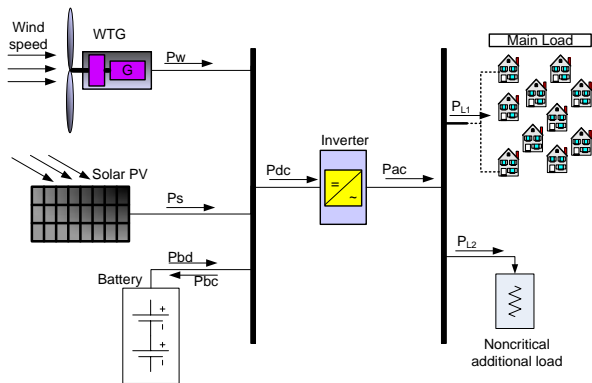 Wind
speed
WTG
G
Pw
Main Load
PL1
Inverter
=
~
Pdc
Pac
Solar PV
Ps
Pbd
Pbc
Battery
+
-
+
-
PL2
Noncritical
additional load